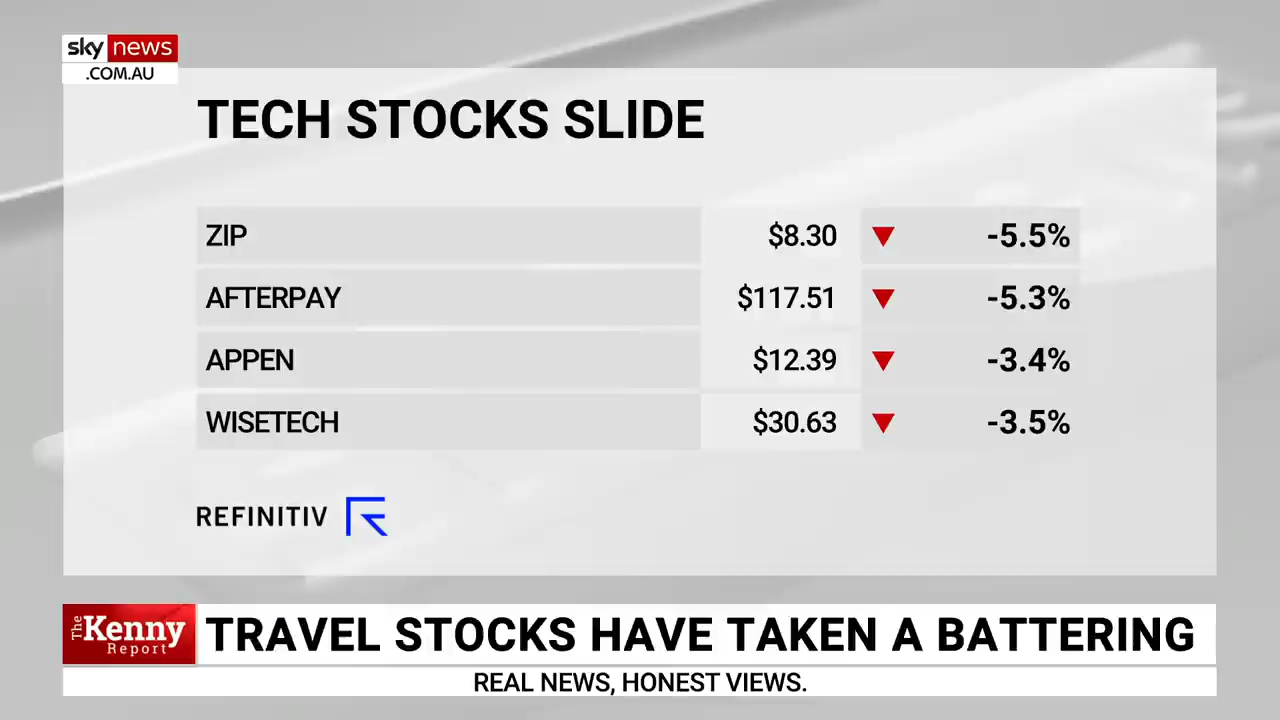 sky news
.COM.AU
TECH STOCKS SLIDE
ZIP $8.30 ▼ -5.5%
AFTERPAY $117.51 ▼ -5.3%
APPEN $12.39 ▼ -3.4%
WISETECH $30.63 ▼ -3.5%
REFINITIV
The Kenny Report
TRAVEL STOCKS HAVE TAKEN A BATTERING
REAL NEWS, HONEST VIEWS.